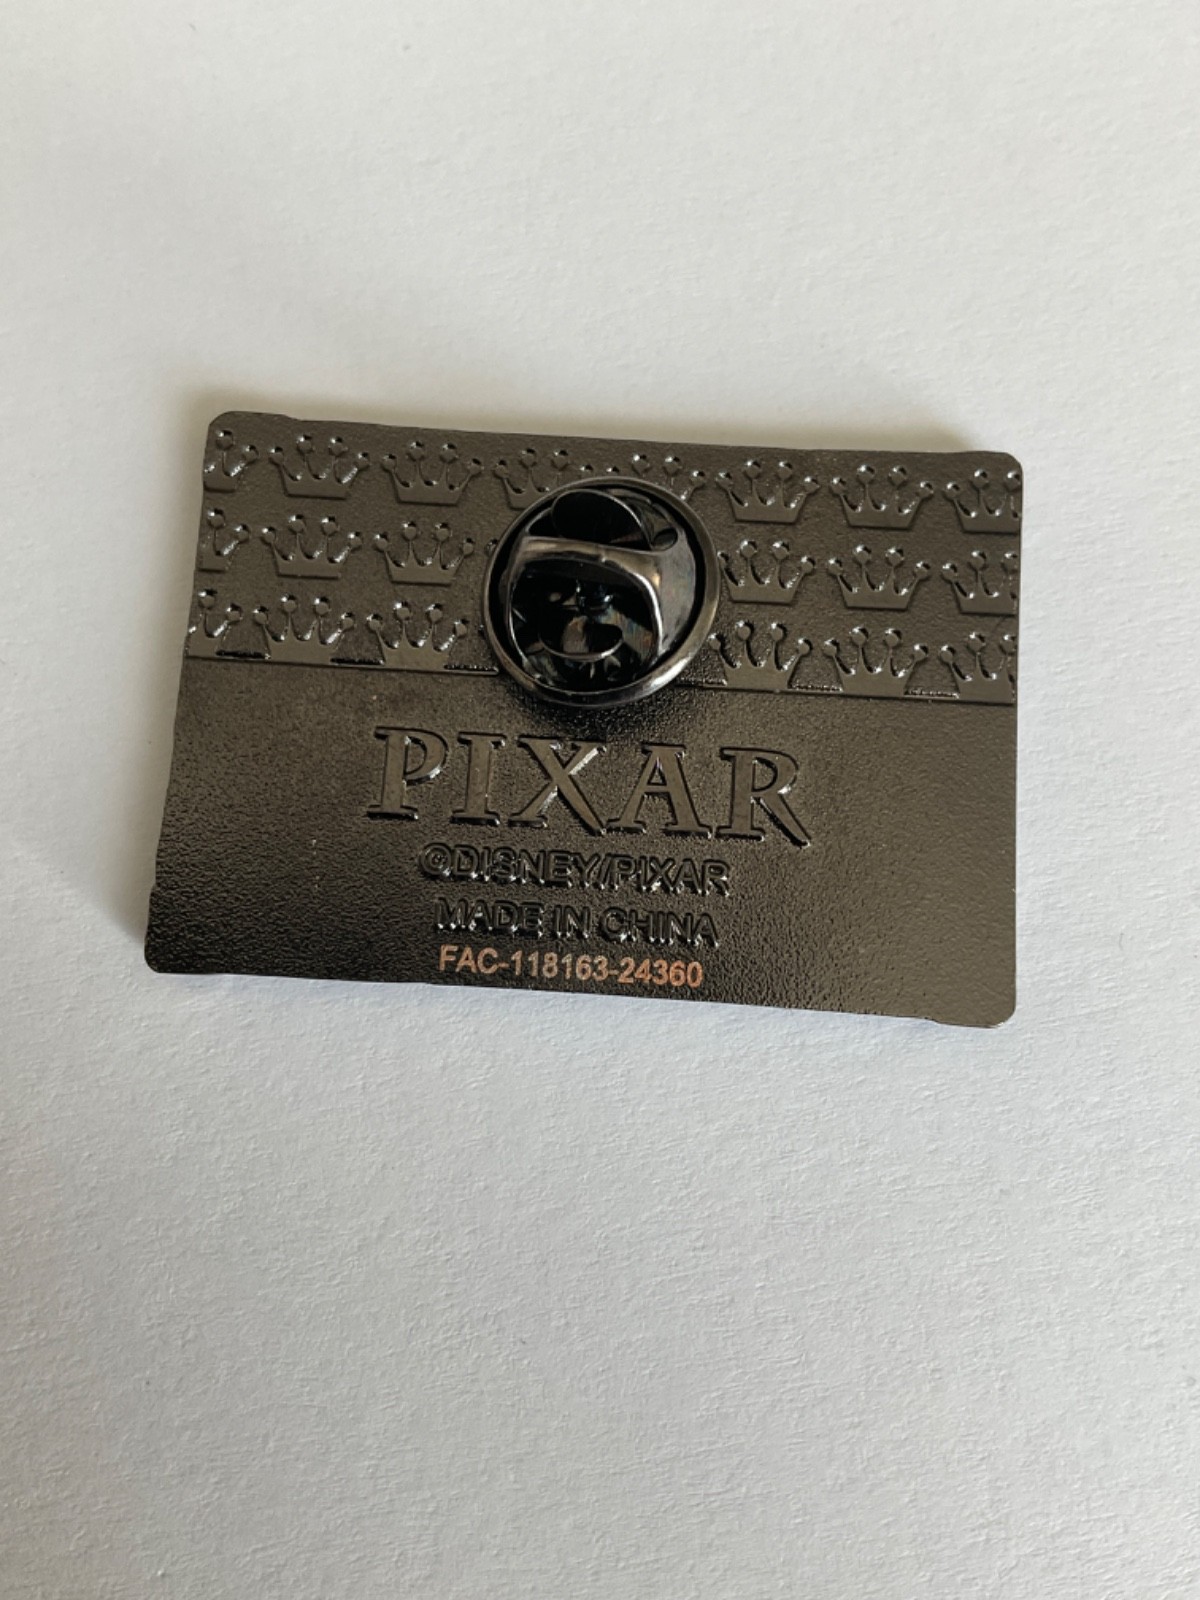 PIXAR
©DISNEY/PIXAR
MADE IN CHINA
FAC-118163-24360